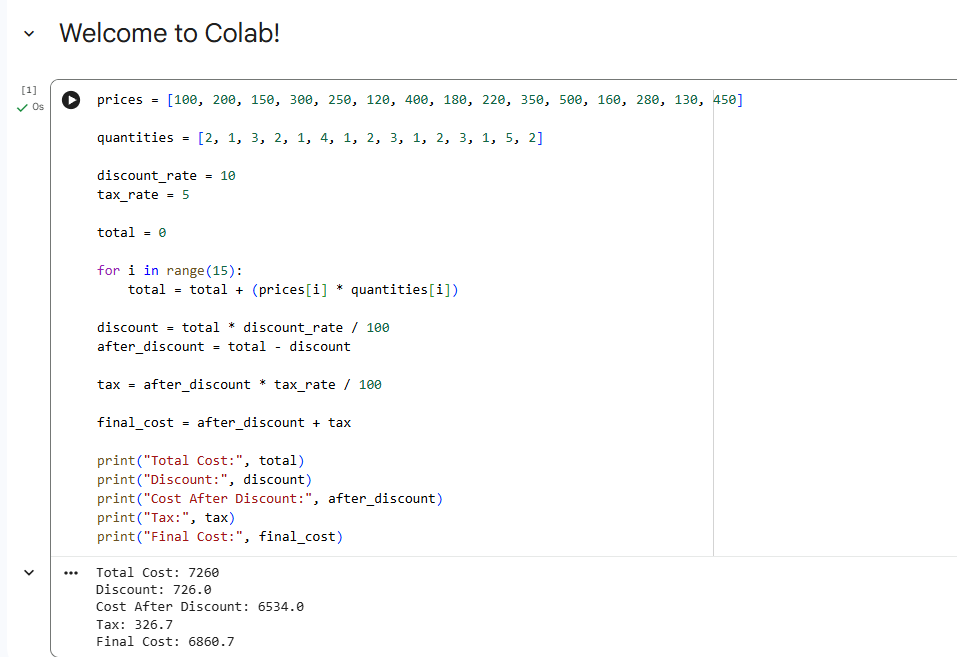 Welcome to Colab!
[1]
0s
prices = [100, 200, 150, 300, 250, 120, 400, 180, 220, 350, 500, 160, 280, 130, 450]
quantities = [2, 1, 3, 2, 1, 4, 1, 2, 3, 1, 2, 3, 1, 5, 2]
discount_rate = 10
tax_rate = 5
total = 0
for i in range(15):
    total = total + (prices[i] * quantities[i])
discount = total * discount_rate / 100
after_discount = total - discount
tax = after_discount * tax_rate / 100
final_cost = after_discount + tax
print("Total Cost:", total)
print("Discount:", discount)
print("Cost After Discount:", after_discount)
print("Tax:", tax)
print("Final Cost:", final_cost)
Total Cost: 7260
Discount: 726.0
Cost After Discount: 6534.0
Tax: 326.7
Final Cost: 6860.7